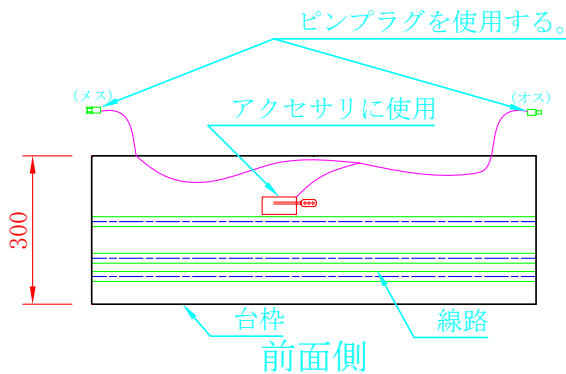 ピンプラグを使用する。
(メス)
(オス)
アクセサリに使用
300
台枠
線路
前面側